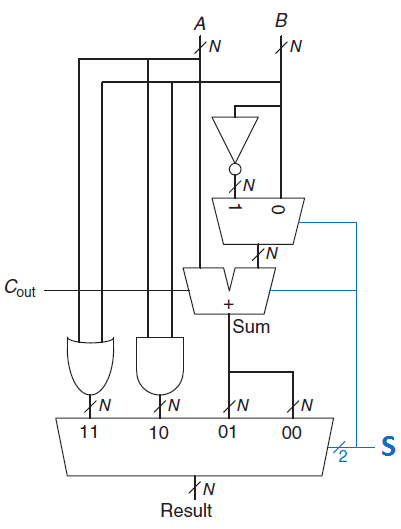 A B
N N
N
1 0
N
Cout
+
Sum
N N N N
11 10 01 00
2 S
N
Result